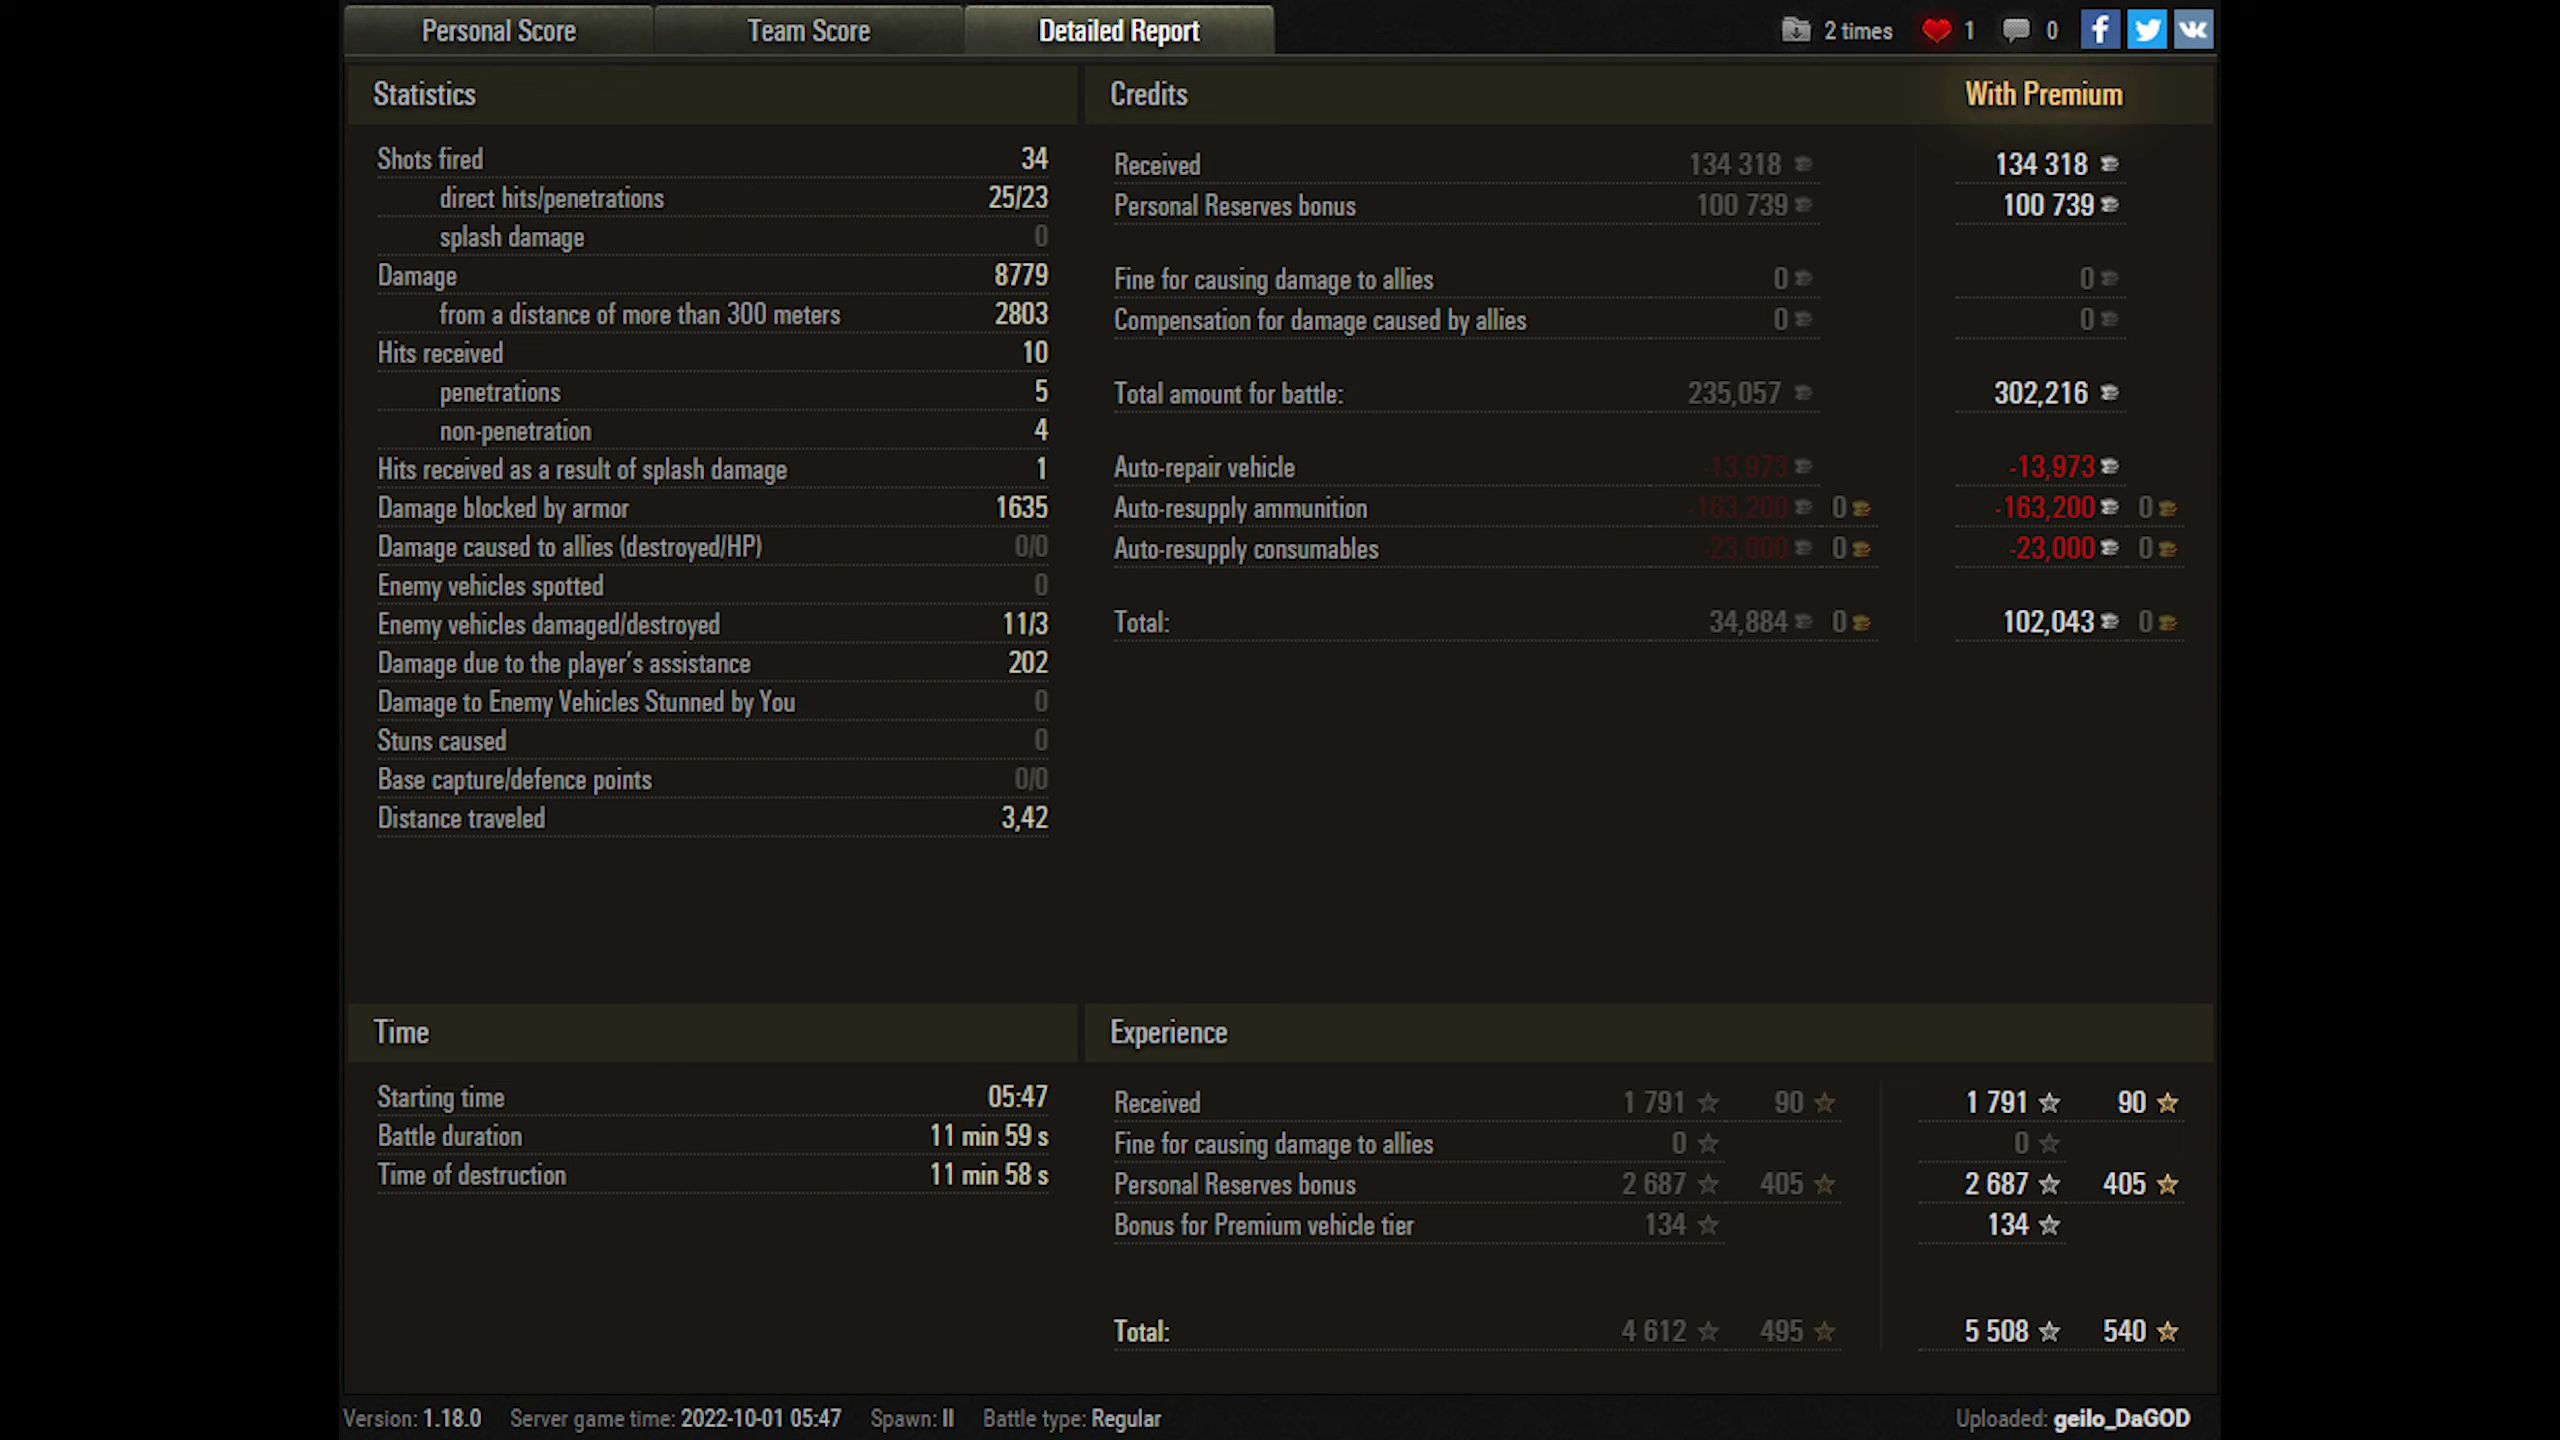 Personal Score Team Score Detailed Report 2 times 1 0
Statistics
Shots fired 34
direct hits/penetrations 25/23
splash damage 0
Damage 8779
from a distance of more than 300 meters 2803
Hits received 10
penetrations 5
non-penetration 4
Hits received as a result of splash damage 1
Damage blocked by armor 1635
Damage caused to allies (destroyed/HP) 0/0
Enemy vehicles spotted 0
Enemy vehicles damaged/destroyed 11/3
Damage due to the player's assistance 202
Damage to Enemy Vehicles Stunned by You 0
Stuns caused 0
Base capture/defence points 0/0
Distance traveled 3,42
Credits With Premium
Received 134 318 134 318
Personal Reserves bonus 100 739 100 739
Fine for causing damage to allies 0 0
Compensation for damage caused by allies 0 0
Total amount for battle: 235,057 302,216
Auto-repair vehicle -13,973 -13,973
Auto-resupply ammunition -163,200 0 -163,200 0
Auto-resupply consumables -23,000 0 -23,000 0
Total: 34,884 0 102,043 0
Time
Starting time 05:47
Battle duration 11 min 59 s
Time of destruction 11 min 58 s
Experience
Received 1 791 90 1 791 90
Fine for causing damage to allies 0 0
Personal Reserves bonus 2 687 405 2 687 405
Bonus for Premium vehicle tier 134 134
Total: 4 612 495 5 508 540
Version: 1.18.0 Server game time: 2022-10-01 05:47 Spawn: II Battle type: Regular Uploaded: geilo_DaGOD